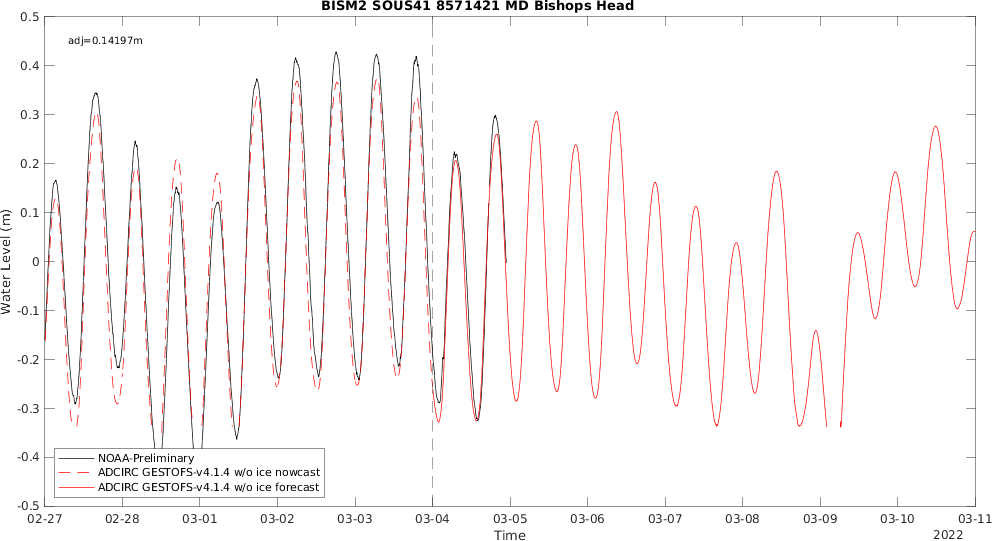 BISM2 SOUS41 8571421 MD Bishops Head
adj=0.14197m
0.5
0.4
0.3
0.2
0.1
0
-0.1
-0.2
-0.3
-0.4
-0.5
Water Level (m)
NOAA-Preliminary
ADCIRC GESTOFS-v4.1.4 w/o ice nowcast
ADCIRC GESTOFS-v4.1.4 w/o ice forecast
02-27 02-28 03-01 03-02 03-03 03-04 03-05 03-06 03-07 03-08 03-09 03-10 03-11
Time
2022